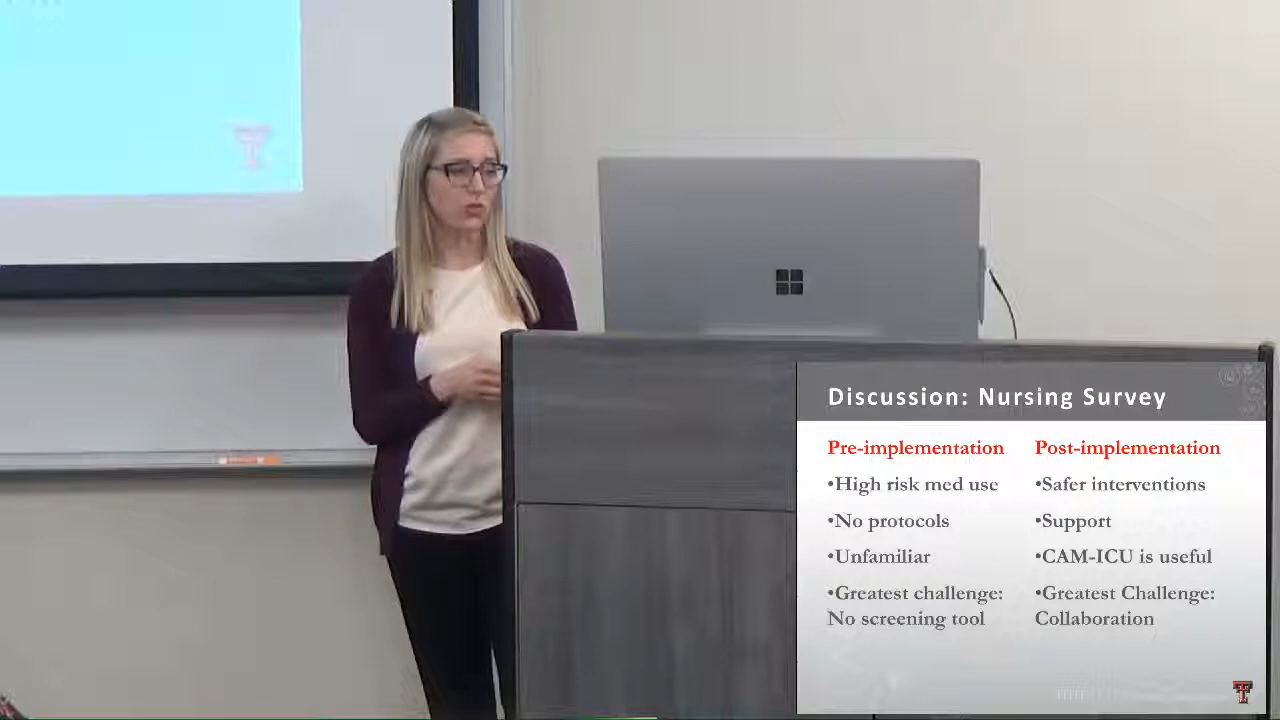 Discussion: Nursing Survey
Pre-implementation
•High risk med use
•No protocols
•Unfamiliar
•Greatest challenge:
No screening tool
Post-implementation
•Safer interventions
•Support
•CAM-ICU is useful
•Greatest Challenge:
Collaboration